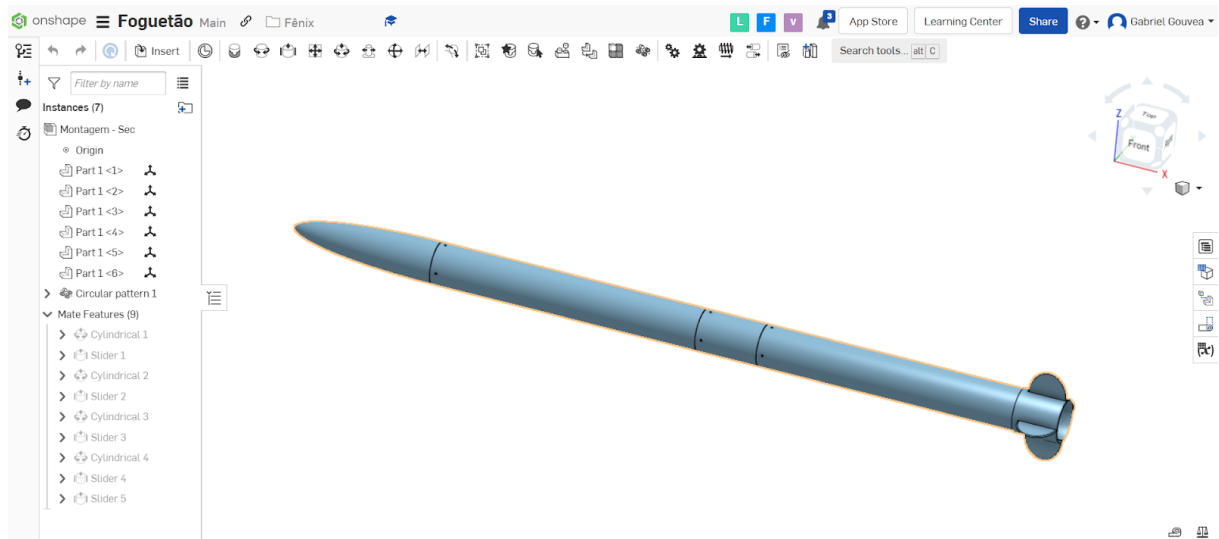 onshape Foguetão Main Fênix L F V 3 App Store Learning Center Share Gabriel Gouvea
Insert Search tools... alt C
Filter by name
Instances (7)
Montagem - Sec
Origin
Part 1 <1>
Part 1 <2>
Part 1 <3>
Part 1 <4>
Part 1 <5>
Part 1 <6>
Circular pattern 1
Mate Features (9)
Cylindrical 1
Slider 1
Cylindrical 2
Slider 2
Cylindrical 3
Slider 3
Cylindrical 4
Slider 4
Slider 5
Z
Top
Front
X
(x)